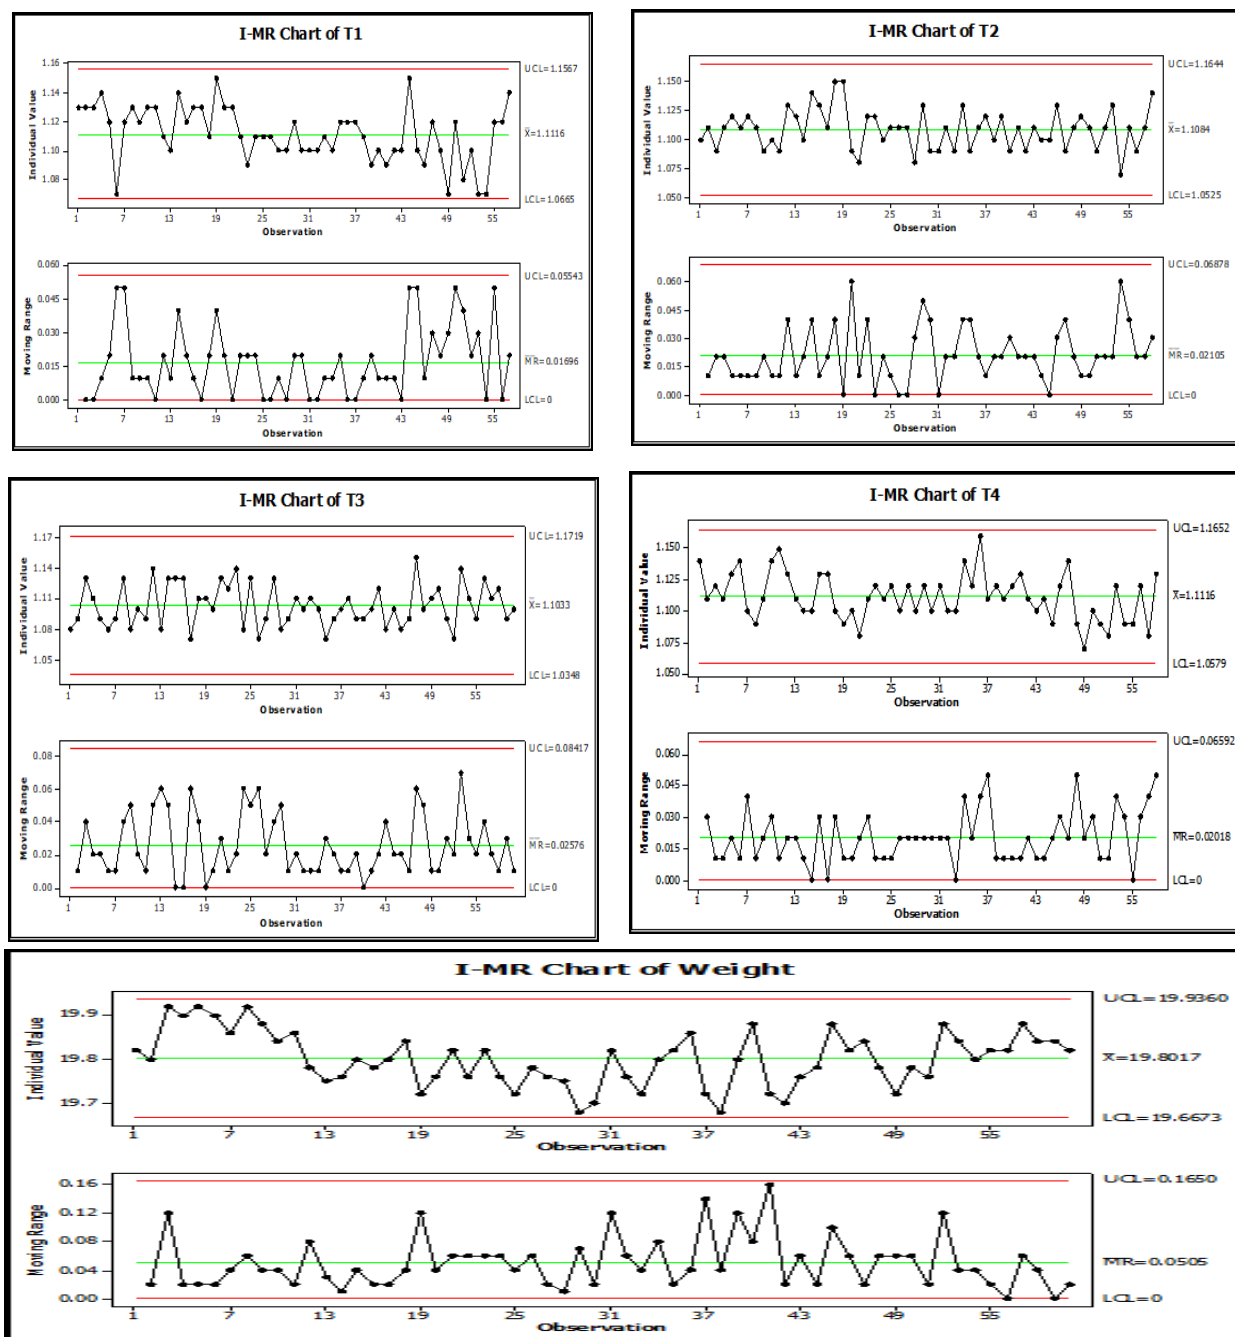 I-MR Chart of T1
1.16
1.14
1.12
1.10
1.08
Individual Value
UCL=1.1567
X̄=1.1116
LCL=1.0665
1 7 13 19 25 31 37 43 49 55
Observation
0.060
0.045
0.030
0.015
0.000
Moving Range
UCL=0.05543
M̄R̄=0.01696
LCL=0
1 7 13 19 25 31 37 43 49 55
Observation
I-MR Chart of T2
1.150
1.125
1.100
1.075
1.050
Individual Value
UCL=1.1644
X̄=1.1084
LCL=1.0525
1 7 13 19 25 31 37 43 49 55
Observation
0.060
0.045
0.030
0.015
0.000
Moving Range
UCL=0.06878
M̄R̄=0.02105
LCL=0
1 7 13 19 25 31 37 43 49 55
Observation
I-MR Chart of T3
1.17
1.14
1.11
1.08
1.05
Individual Value
UCL=1.1719
X̄=1.1033
LCL=1.0348
1 7 13 19 25 31 37 43 49 55
Observation
0.08
0.06
0.04
0.02
0.00
Moving Range
UCL=0.08417
M̄R̄=0.02576
LCL=0
1 7 13 19 25 31 37 43 49 55
Observation
I-MR Chart of T4
1.150
1.125
1.100
1.075
1.050
Individual Value
UCL=1.1652
X̄=1.1116
LCL=1.0579
1 7 13 19 25 31 37 43 49 55
Observation
0.060
0.045
0.030
0.015
0.000
Moving Range
UCL=0.06592
M̄R̄=0.02018
LCL=0
1 7 13 19 25 31 37 43 49 55
Observation
I-MR Chart of Weight
19.9
19.8
19.7
Individual Value
UCL=19.9360
X̄=19.8017
LCL=19.6673
1 7 13 19 25 31 37 43 49 55
Observation
0.16
0.12
0.08
0.04
0.00
Moving Range
UCL=0.1650
M̄R̄=0.0505
LCL=0
1 7 13 19 25 31 37 43 49 55
Observation